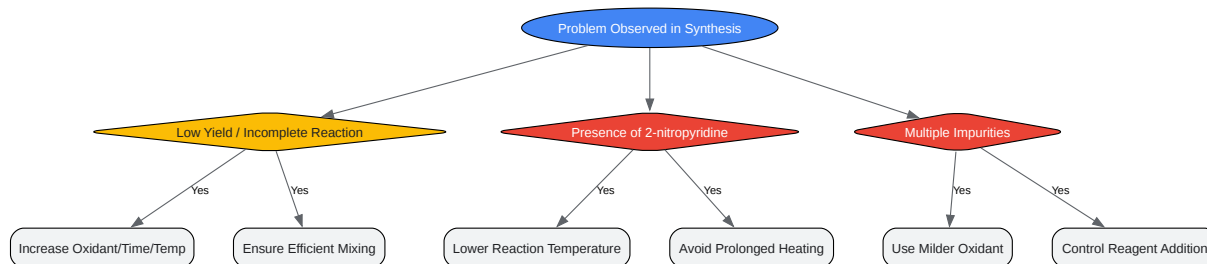 Problem Observed in Synthesis
Low Yield / Incomplete Reaction
Presence of 2-nitropyridine
Multiple Impurities
Yes
Yes
Yes
Yes
Yes
Yes
Increase Oxidant/Time/Temp
Ensure Efficient Mixing
Lower Reaction Temperature
Avoid Prolonged Heating
Use Milder Oxidant
Control Reagent Addition